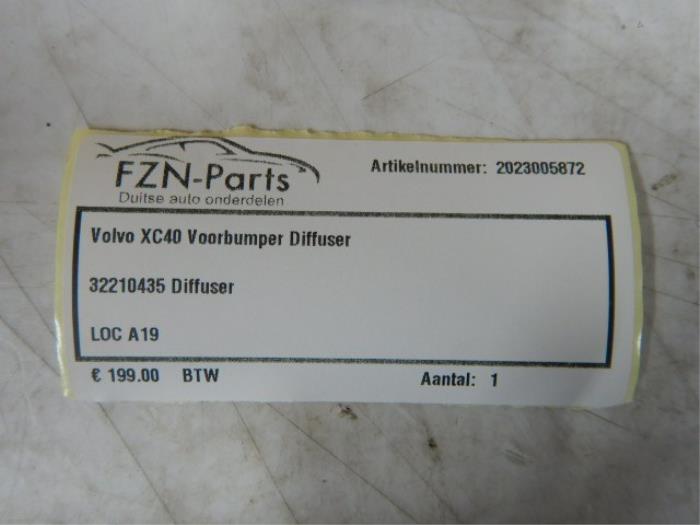 FZN-Parts
Duitse auto onderdelen
Artikelnummer: 2023005872
Volvo XC40 Voorbumper Diffuser
32210435 Diffuser
LOC A19
€ 199.00 BTW
Aantal: 1